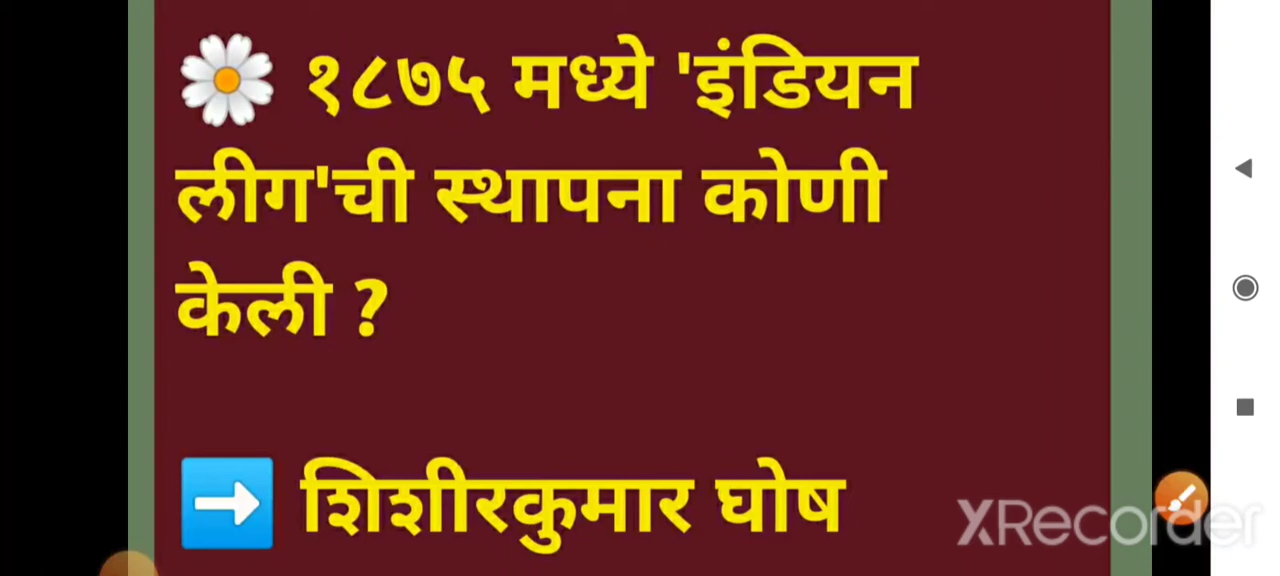 १८७५ मध्ये 'इंडियन
लीग'ची स्थापना कोणी
केली ?
शिशीरकुमार घोष
XRecorder